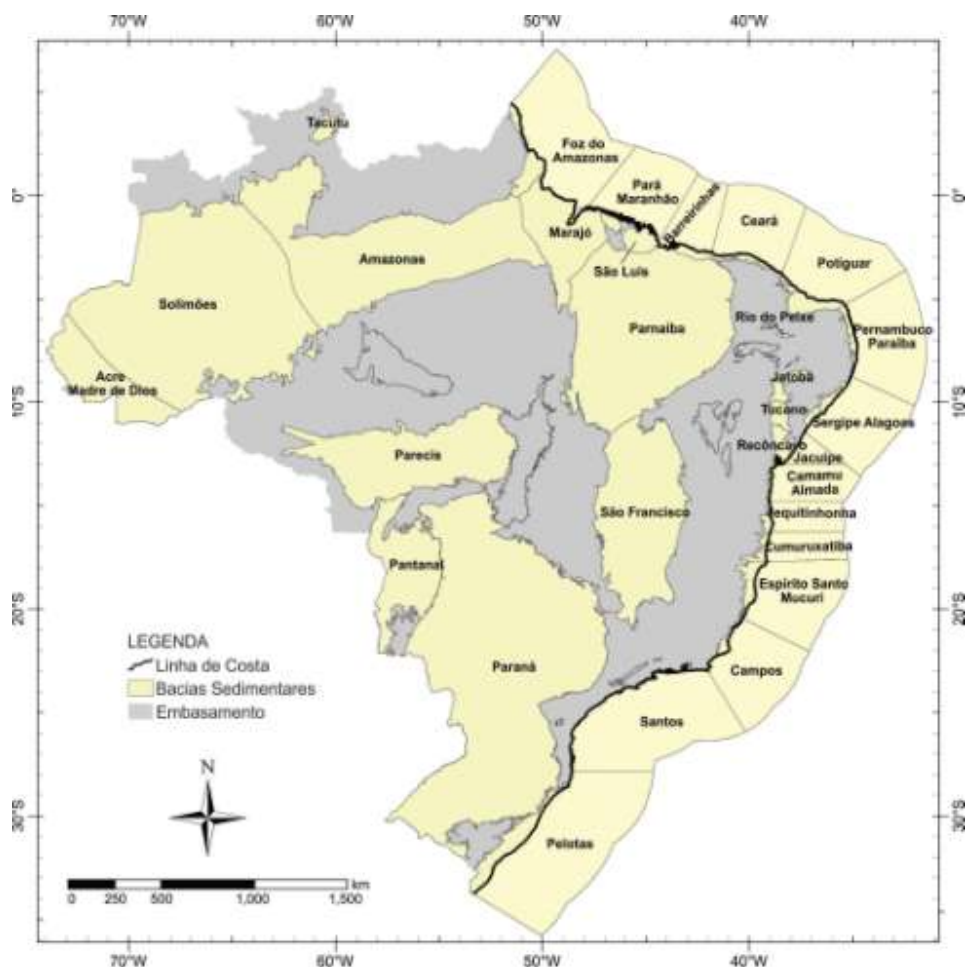 70°W 60°W 50°W 40°W
Tacutu
Foz do
Amazonas
Pará
Maranhão
Barreirinhas
0° 0°
Ceará
Marajó
São Luís
Amazonas
Potiguar
Solimões
Parnaíba
Rio do Peixe
Pernambuco
Paraíba
Acre
Madre de Dios
Jatobá
10°S 10°S
Tucano
Sergipe Alagoas
Recôncavo
Jacuípe
Parecis
Camamu
Almada
São Francisco
Jequitinhonha
Cumuruxatiba
Pantanal
Espírito Santo
Mucuri
20°S 20°S
LEGENDA
Linha de Costa
Bacias Sedimentares
Embasamento
Paraná
Campos
Santos
N
30°S 30°S
Pelotas
km
0 250 500 1,000 1,500
70°W 60°W 50°W 40°W